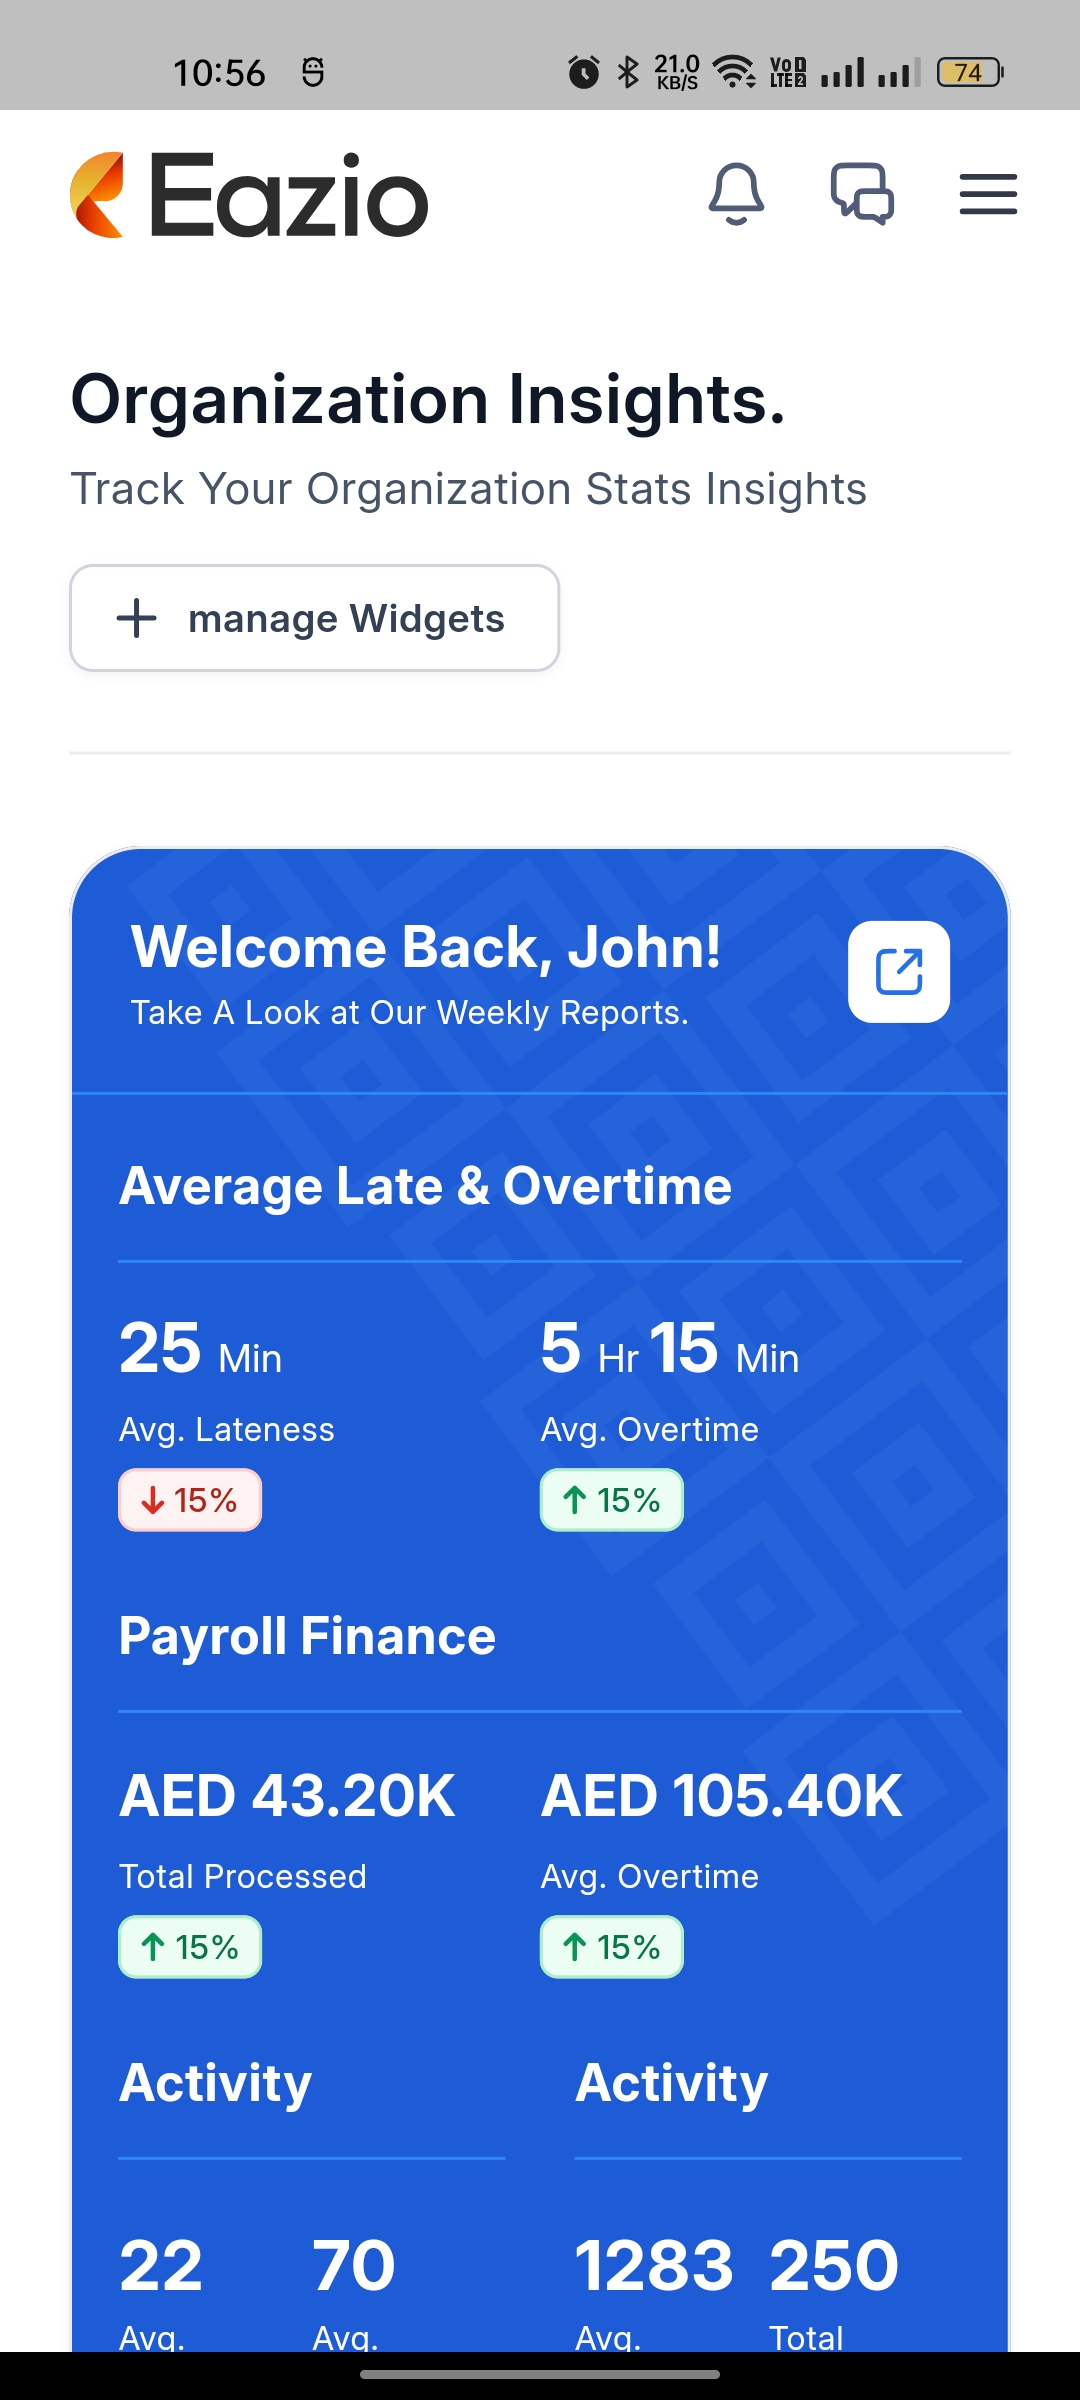 10:56
21.0
KB/S
Vo 1
LTE 2
74
Eazio
Organization Insights.
Track Your Organization Stats Insights
manage Widgets
Welcome Back, John!
Take A Look at Our Weekly Reports.
Average Late & Overtime
25 Min 5 Hr 15 Min
Avg. Lateness Avg. Overtime
15% 15%
Payroll Finance
AED 43.20K AED 105.40K
Total Processed Avg. Overtime
15% 15%
Activity Activity
22 70 1283 250
Avg. Avg. Avg. Total